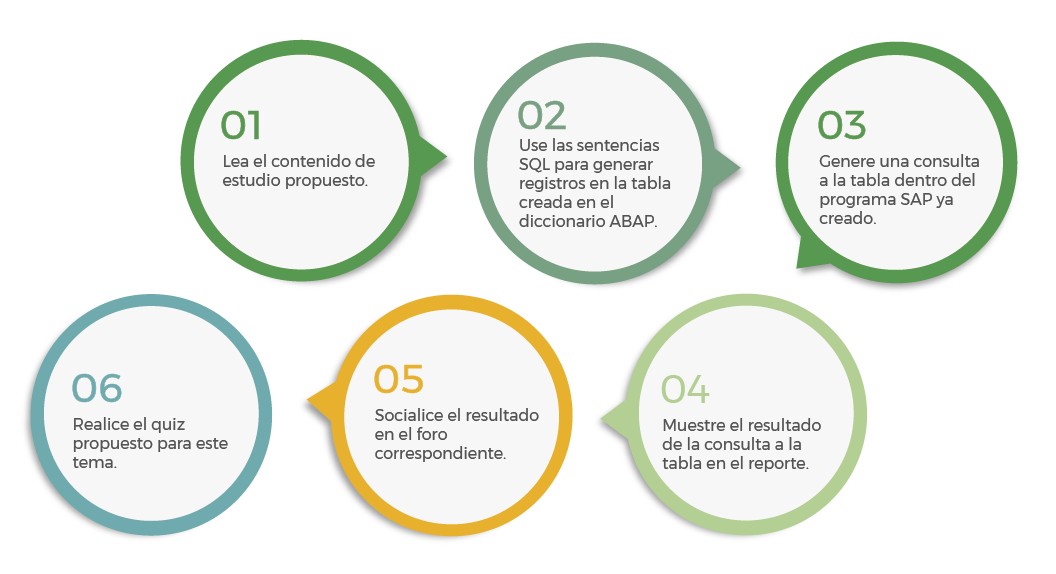 01
Lea el contenido de
estudio propuesto.
02
Use las sentencias
SQL para generar
registros en la tabla
creada en el
diccionario ABAP.
03
Genere una consulta
a la tabla dentro del
programa SAP ya
creado.
04
Muestre el resultado
de la consulta a la
tabla en el reporte.
05
Socialice el resultado
en el foro
correspondiente.
06
Realice el quiz
propuesto para este
tema.